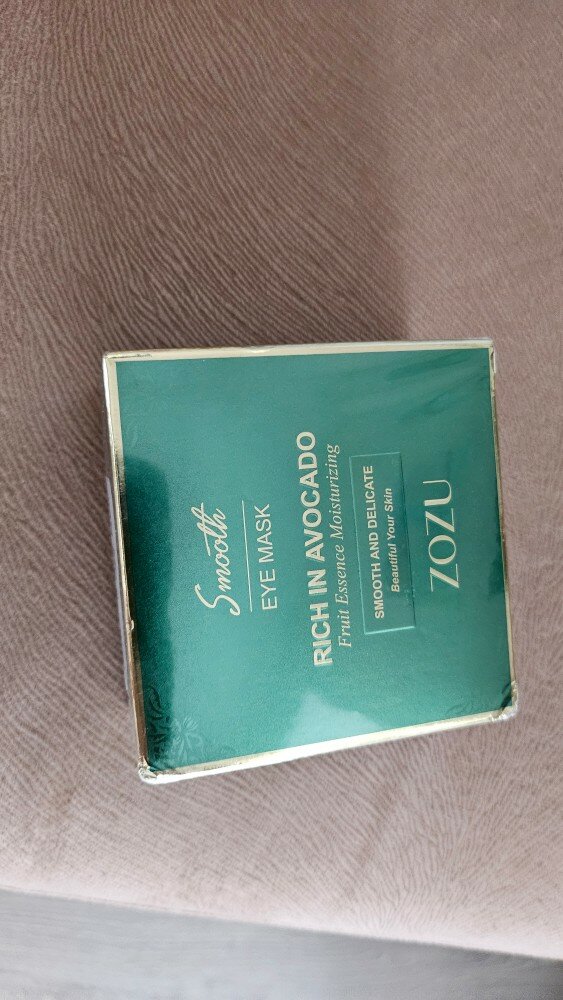 Smooth
EYE MASK
RICH IN AVOCADO
Fruit Essence Moisturizing
SMOOTH AND DELICATE
Beautiful Your Skin
ZOZU